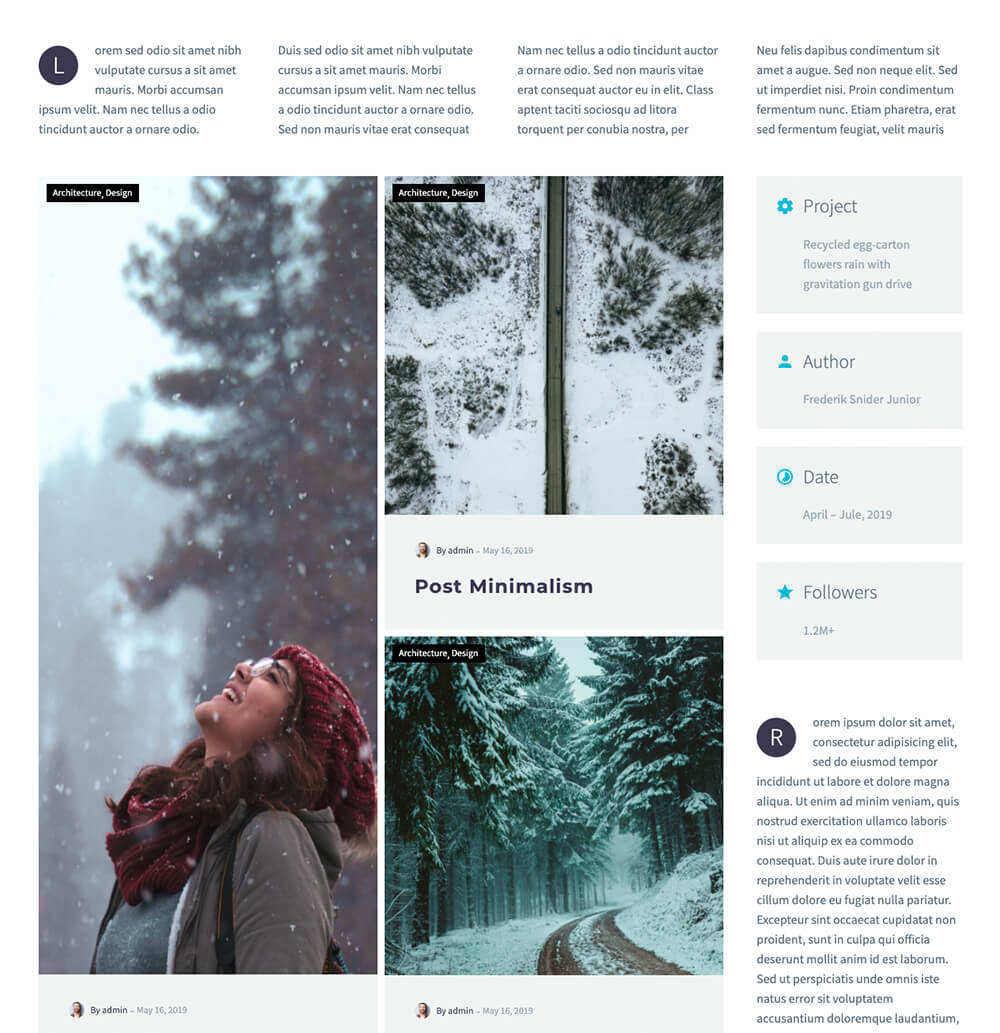 L
orem sed odio sit amet nibh
vulputate cursus a sit amet
mauris. Morbi accumsan
ipsum velit. Nam nec tellus a odio
tincidunt auctor a ornare odio.
Duis sed odio sit amet nibh vulputate
cursus a sit amet mauris. Morbi
accumsan ipsum velit. Nam nec tellus
a odio tincidunt auctor a ornare odio.
Sed non mauris vitae erat consequat
Nam nec tellus a odio tincidunt auctor
a ornare odio. Sed non mauris vitae
erat consequat auctor eu in elit. Class
aptent taciti sociosqu ad litora
torquent per conubia nostra, per
Neu felis dapibus condimentum sit
amet a augue. Sed non neque elit. Sed
ut imperdiet nisi. Proin condimentum
fermentum nunc. Etiam pharetra, erat
sed fermentum feugiat, velit mauris
Architecture, Design
By admin – May 16, 2019
Architecture, Design
By admin – May 16, 2019
Post Minimalism
Architecture, Design
By admin – May 16, 2019
Project
Recycled egg-carton
flowers rain with
gravitation gun drive
Author
Frederik Snider Junior
Date
April – Jule, 2019
Followers
1.2M+
R
orem ipsum dolor sit amet,
consectetur adipisicing elit,
sed do eiusmod tempor
incididunt ut labore et dolore magna
aliqua. Ut enim ad minim veniam, quis
nostrud exercitation ullamco laboris
nisi ut aliquip ex ea commodo
consequat. Duis aute irure dolor in
reprehenderit in voluptate velit esse
cillum dolore eu fugiat nulla pariatur.
Excepteur sint occaecat cupidatat non
proident, sunt in culpa qui officia
deserunt mollit anim id est laborum.
Sed ut perspiciatis unde omnis iste
natus error sit voluptatem
accusantium doloremque laudantium,